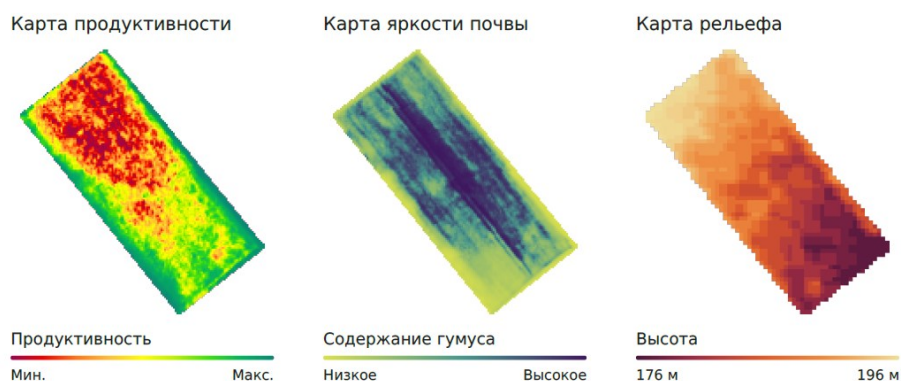 Карта продуктивности
Карта яркости почвы
Карта рельефа
Продуктивность
Мин.
Макс.
Содержание гумуса
Низкое
Высокое
Высота
176 м
196 м